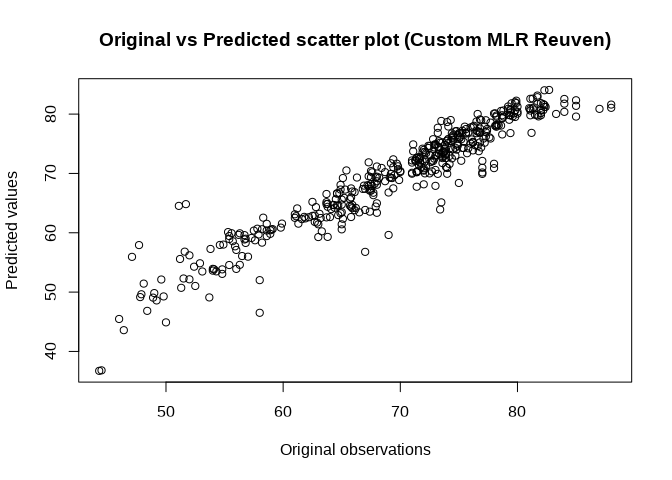 Original vs Predicted scatter plot (Custom MLR Reuven)
Predicted values
80
70
60
50
40
50 60 70 80
Original observations